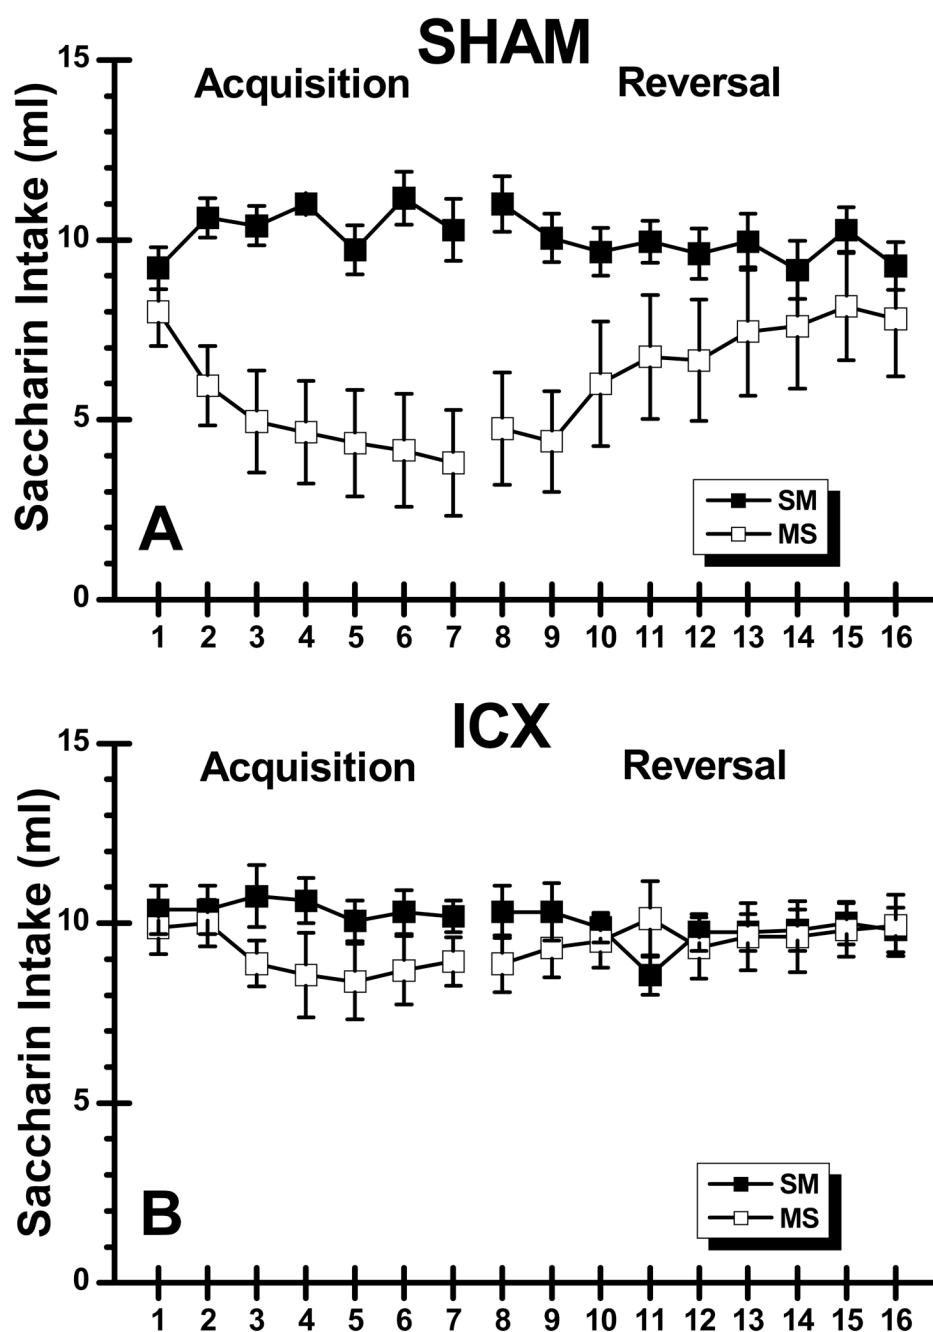 SHAM
Acquisition Reversal
Saccharin Intake (ml)
15
10
5
0
A
SM
MS
1 2 3 4 5 6 7 8 9 10 11 12 13 14 15 16
ICX
Acquisition Reversal
Saccharin Intake (ml)
15
10
5
0
B
SM
MS
1 2 3 4 5 6 7 8 9 10 11 12 13 14 15 16